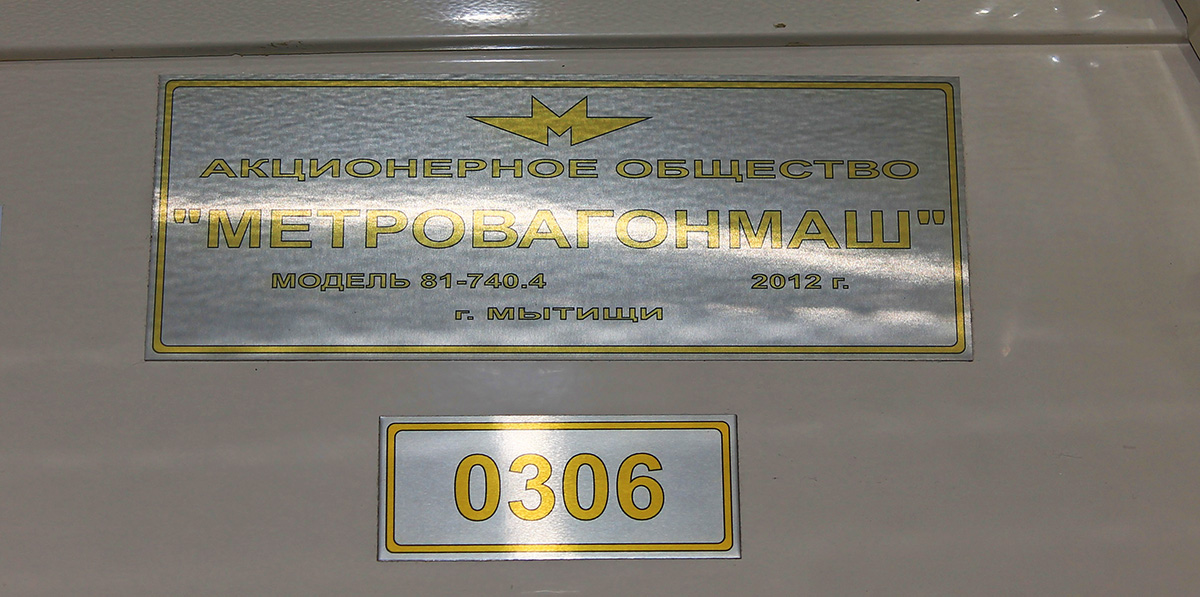 АКЦИОНЕРНОЕ ОБЩЕСТВО
"МЕТРОВАГОНМАШ"
МОДЕЛЬ 81-740.4 2012 г.
г. МЫТИЩИ
0306